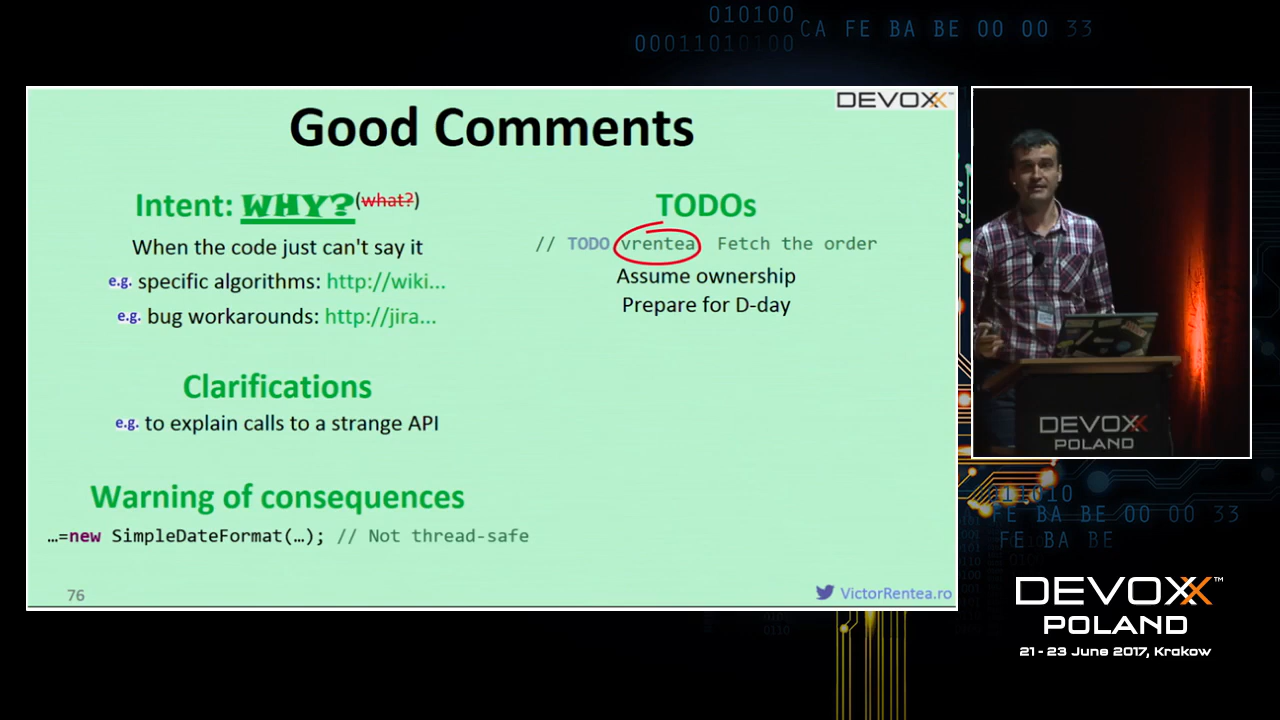 010100
00011010100
CA FE BA BE 00 00 33
DEVOXX™
Good Comments
Intent: WHY?(what?)
When the code just can't say it
e.g. specific algorithms: http://wiki...
e.g. bug workarounds: http://jira...
Clarifications
e.g. to explain calls to a strange API
Warning of consequences
…=new SimpleDateFormat(…); // Not thread-safe
TODOs
// TODO vrentea Fetch the order
Assume ownership
Prepare for D-day
76
VictorRentea.ro
DEVOXX
POLAND
011010
FE BA BE 00 00 33
FE BA BE
DEVOXX™
POLAND
21 - 23 June 2017, Krakow